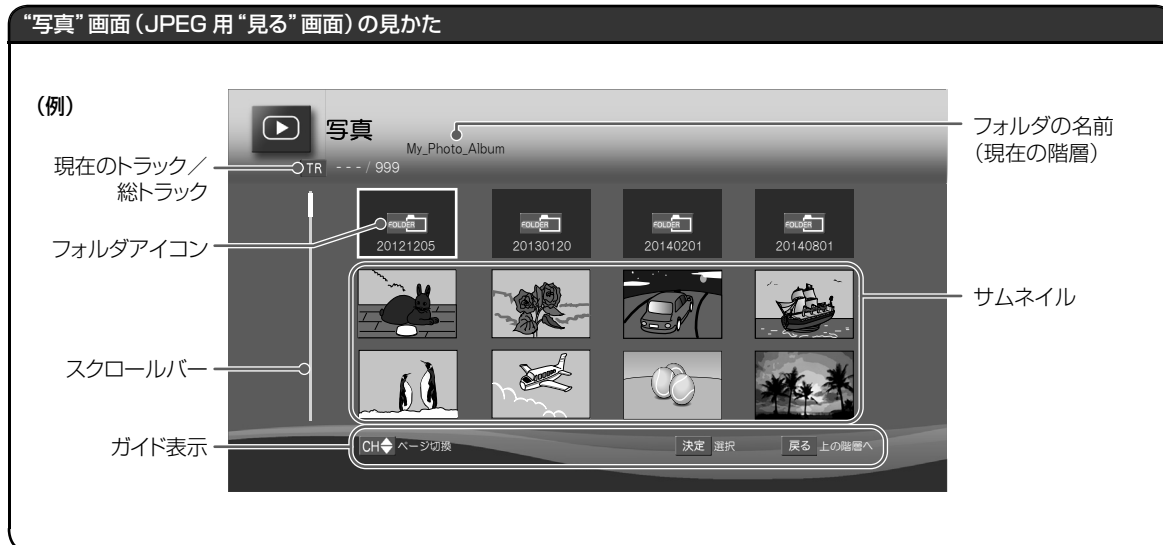 “写真”画面(JPEG 用“見る”画面)の見かた
(例)
写真
My_Photo_Album
フォルダの名前
(現在の階層)
現在のトラック/
総トラック
TR - - - / 999
フォルダアイコン
FOLDER
20121205
FOLDER
20130120
FOLDER
20140201
FOLDER
20140801
サムネイル
スクロールバー
ガイド表示
CH ページ切換
決定 選択
戻る 上の階層へ